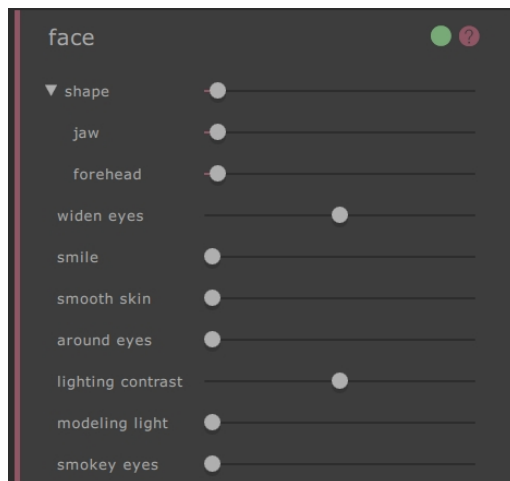 face
?
shape
jaw
forehead
widen eyes
smile
smooth skin
around eyes
lighting contrast
modeling light
smokey eyes